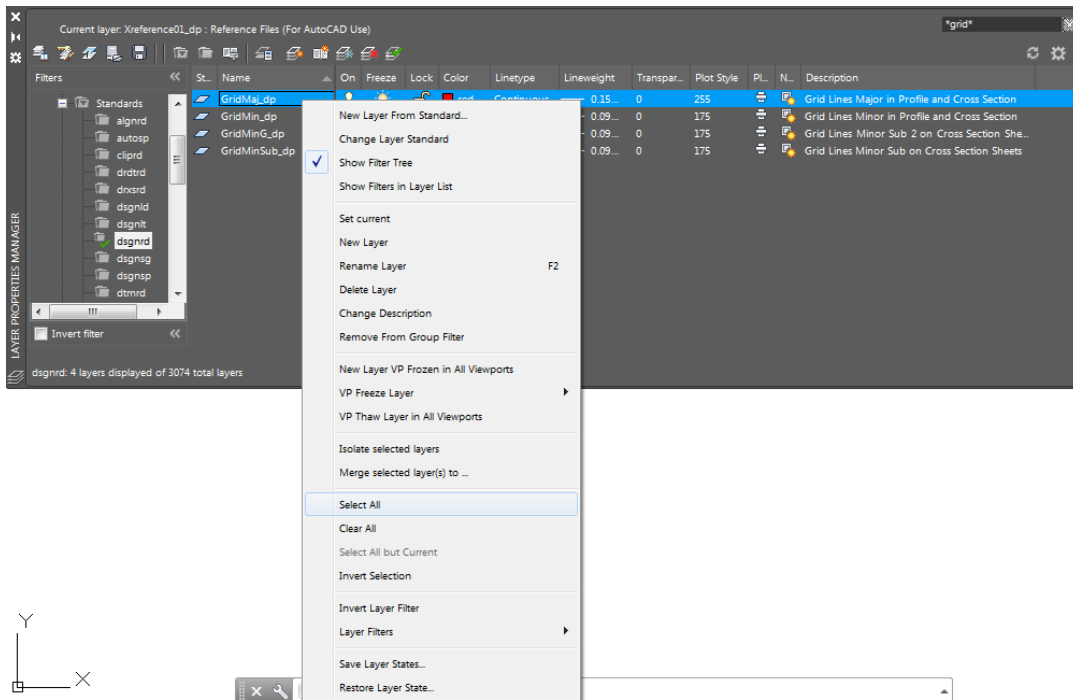 Current layer: Xreference01_dp : Reference Files (For AutoCAD Use)
*grid*
Filters
St... Name On Freeze Lock Color Linetype Lineweight Transpar... Plot Style Pl... N... Description
Standards
algnrd
autosp
cliprd
drdtrd
drxsrd
dsgnld
dsgnlt
dsgnrd
dsgnsg
dsgnsp
dtmrd
Invert filter
GridMaj_dp red Continuous 0.15... 0 255 Grid Lines Major in Profile and Cross Section
GridMin_dp 0.09... 0 175 Grid Lines Minor in Profile and Cross Section
GridMinG_dp 0.09... 0 175 Grid Lines Minor Sub 2 on Cross Section She...
GridMinSub_dp 0.09... 0 175 Grid Lines Minor Sub on Cross Section Sheets
LAYER PROPERTIES MANAGER
dsgnrd: 4 layers displayed of 3074 total layers
New Layer From Standard...
Change Layer Standard
Show Filter Tree
Show Filters in Layer List
Set current
New Layer
Rename Layer F2
Delete Layer
Change Description
Remove From Group Filter
New Layer VP Frozen in All Viewports
VP Freeze Layer
VP Thaw Layer in All Viewports
Isolate selected layers
Merge selected layer(s) to ...
Select All
Clear All
Select All but Current
Invert Selection
Invert Layer Filter
Layer Filters
Save Layer States...
Restore Layer State...
Y
X